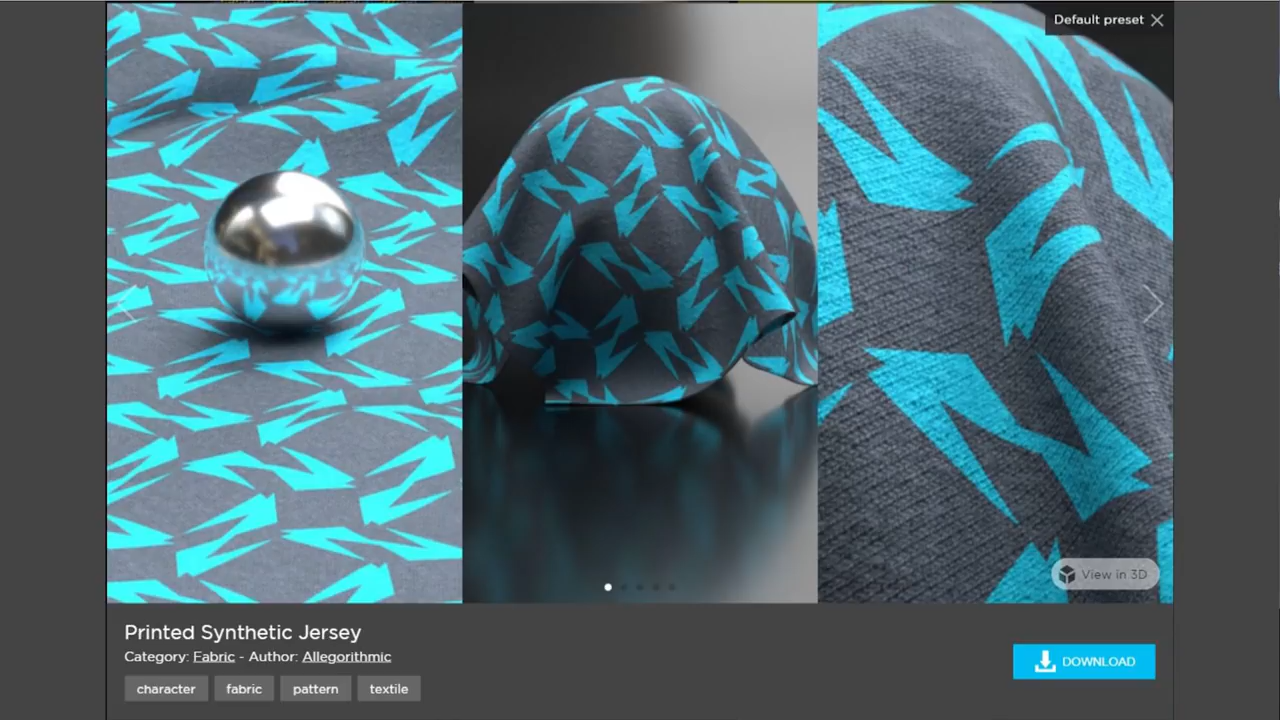 Default preset
View in 3D
Printed Synthetic Jersey
Category: Fabric - Author: Allegorithmic
DOWNLOAD
character fabric pattern textile